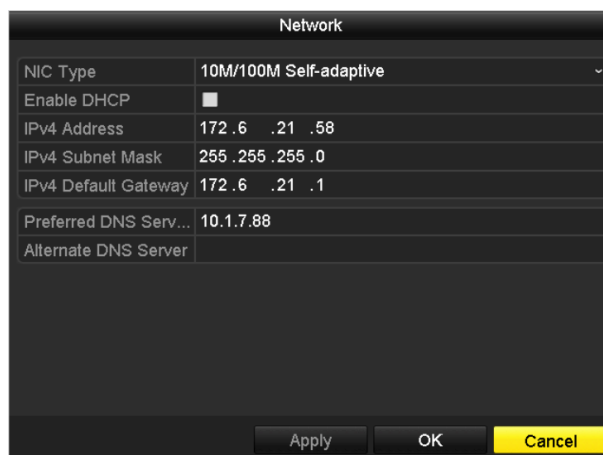 Network
NIC Type 10M/100M Self-adaptive
Enable DHCP
IPv4 Address 172 .6 .21 .58
IPv4 Subnet Mask 255 .255 .255 .0
IPv4 Default Gateway 172 .6 .21 .1
Preferred DNS Serv... 10.1.7.88
Alternate DNS Server
Apply OK Cancel